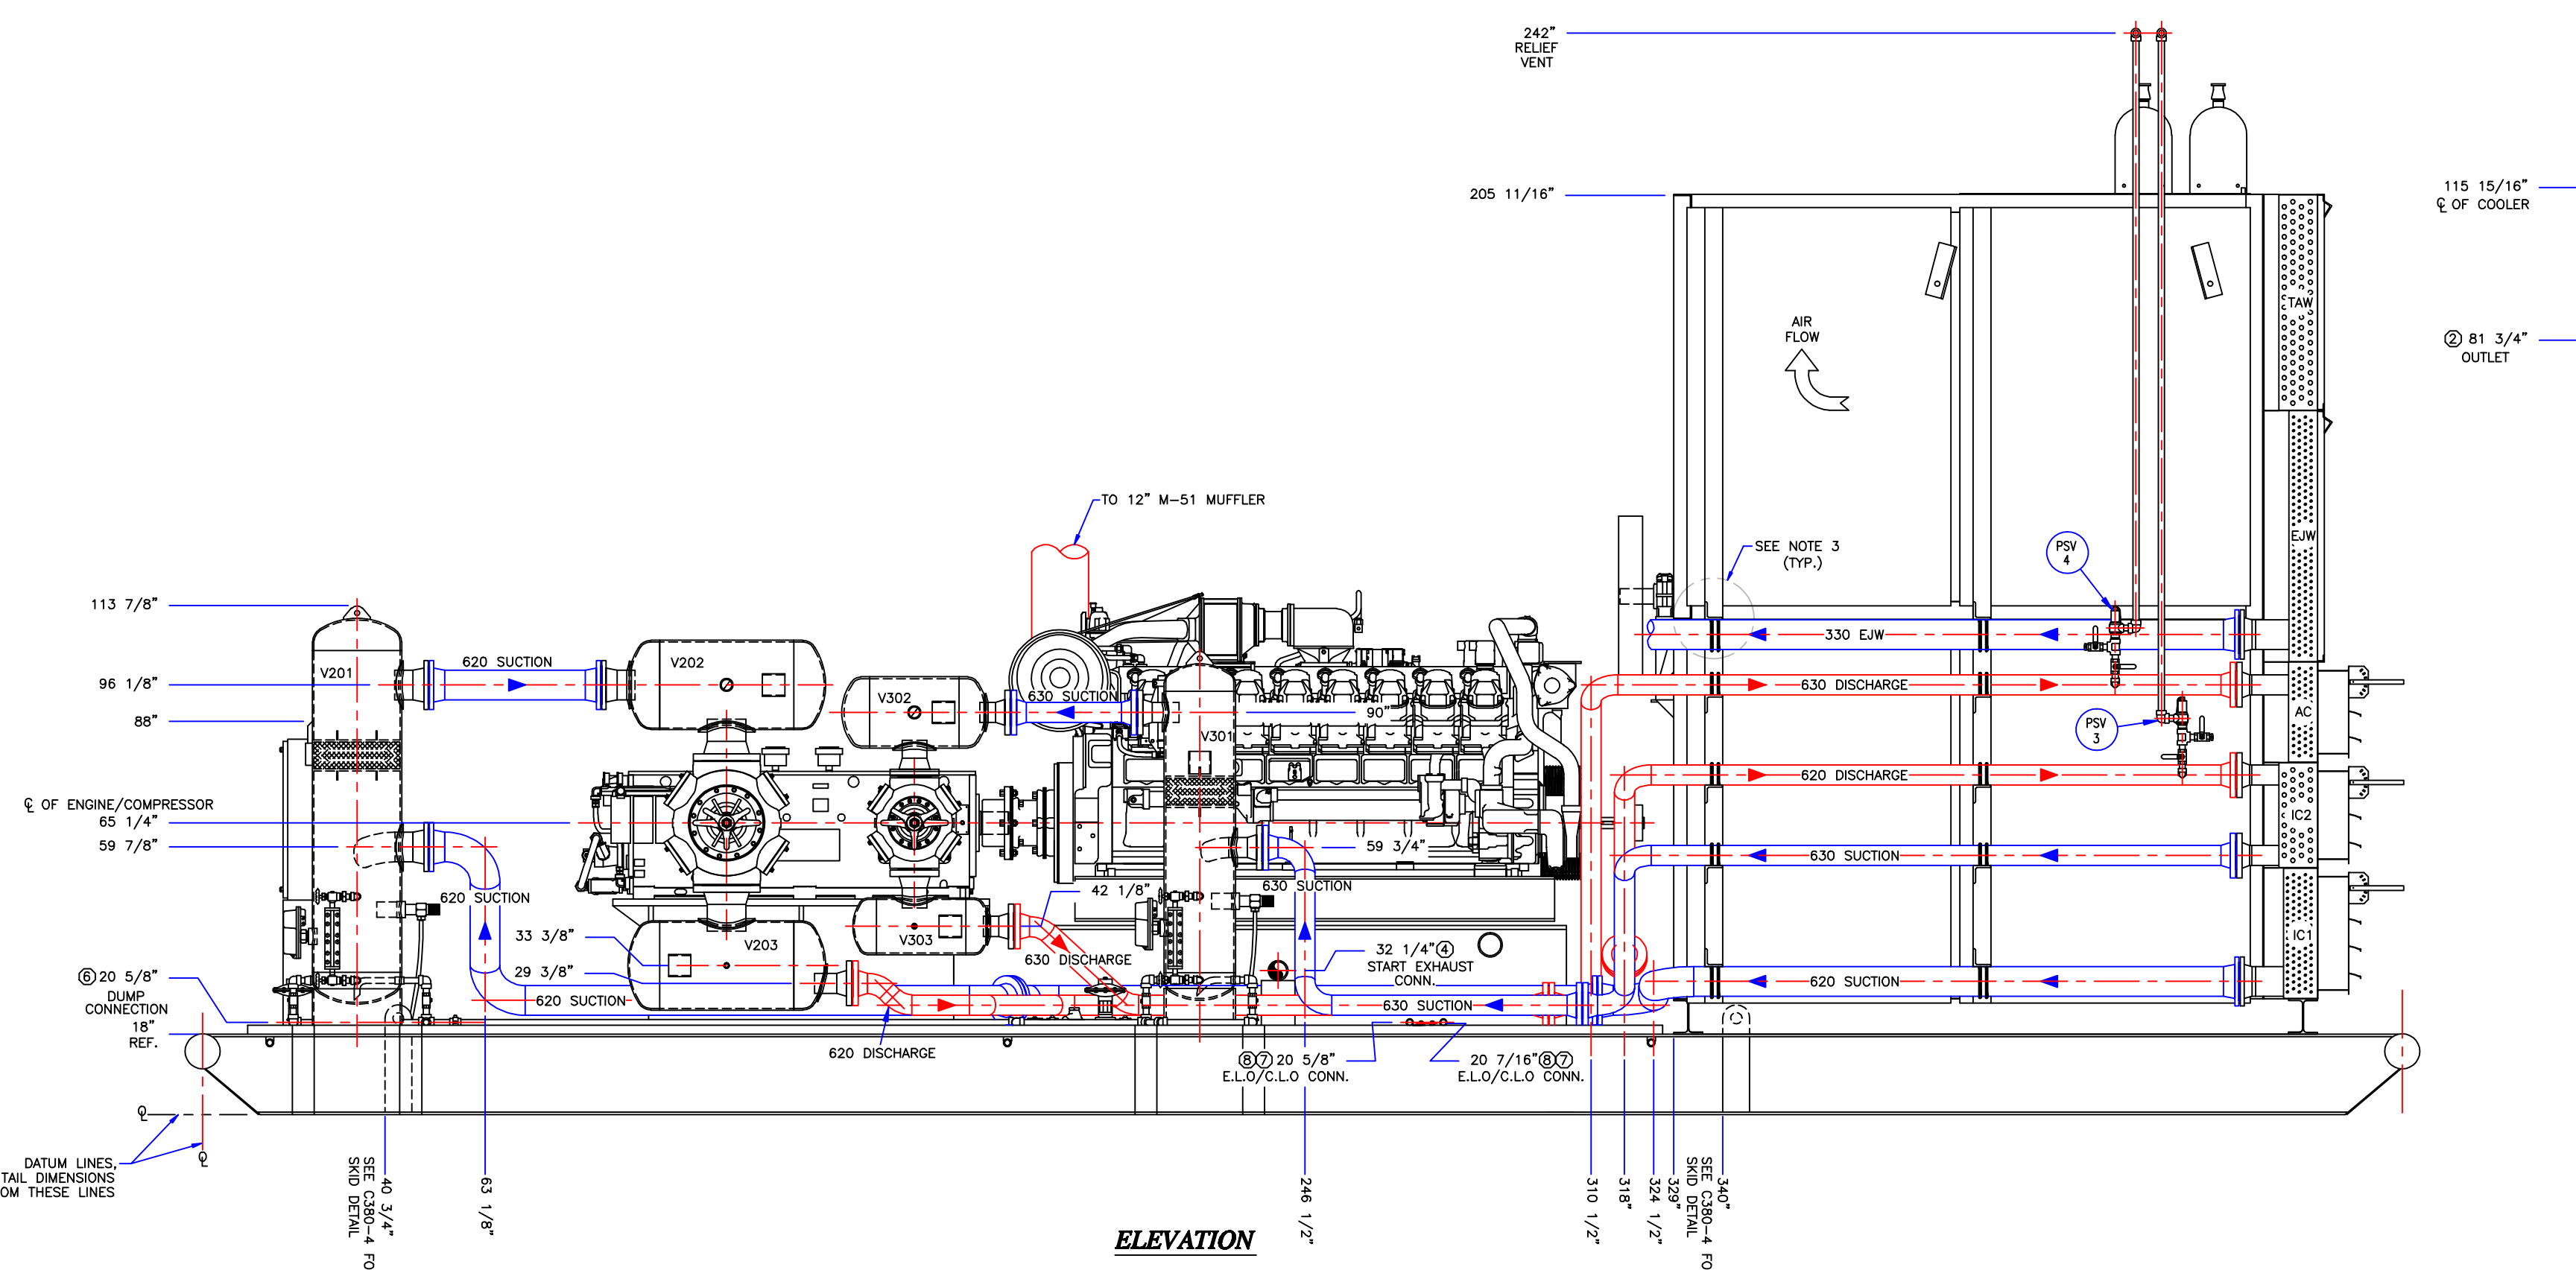 242"
RELIEF
VENT
205 11/16"
115 15/16"
℄ OF COOLER
② 81 3/4"
OUTLET
TAW
AIR
FLOW
TO 12" M-51 MUFFLER
EJW
SEE NOTE 3
(TYP.)
PSV
4
113 7/8"
330 EJW
620 SUCTION
V202
V201
96 1/8"
V302
630 SUCTION
630 DISCHARGE
90"
AC
88"
PSV
3
V301
620 DISCHARGE
℄ OF ENGINE/COMPRESSOR
65 1/4"
IC2
59 7/8"
59 3/4"
630 SUCTION
630 SUCTION
42 1/8"
620 SUCTION
33 3/8"
V203
V303
IC1
32 1/4" ④
START EXHAUST
CONN.
630 DISCHARGE
29 3/8"
⑥ 20 5/8"
DUMP
CONNECTION
620 SUCTION
620 SUCTION
630 SUCTION
18"
REF.
620 DISCHARGE
⑧⑦ 20 5/8"
E.L.O/C.L.O CONN.
20 7/16" ⑧⑦
E.L.O/C.L.O CONN.
℄
℄
DATUM LINES,
TAIL DIMENSIONS
OM THESE LINES
SEE C380-4 FO
SKID DETAIL
40 3/4"
63 1/8"
246 1/2"
310 1/2"
318"
324 1/2"
329"
SEE C380-4 FO
SKID DETAIL
340"
ELEVATION